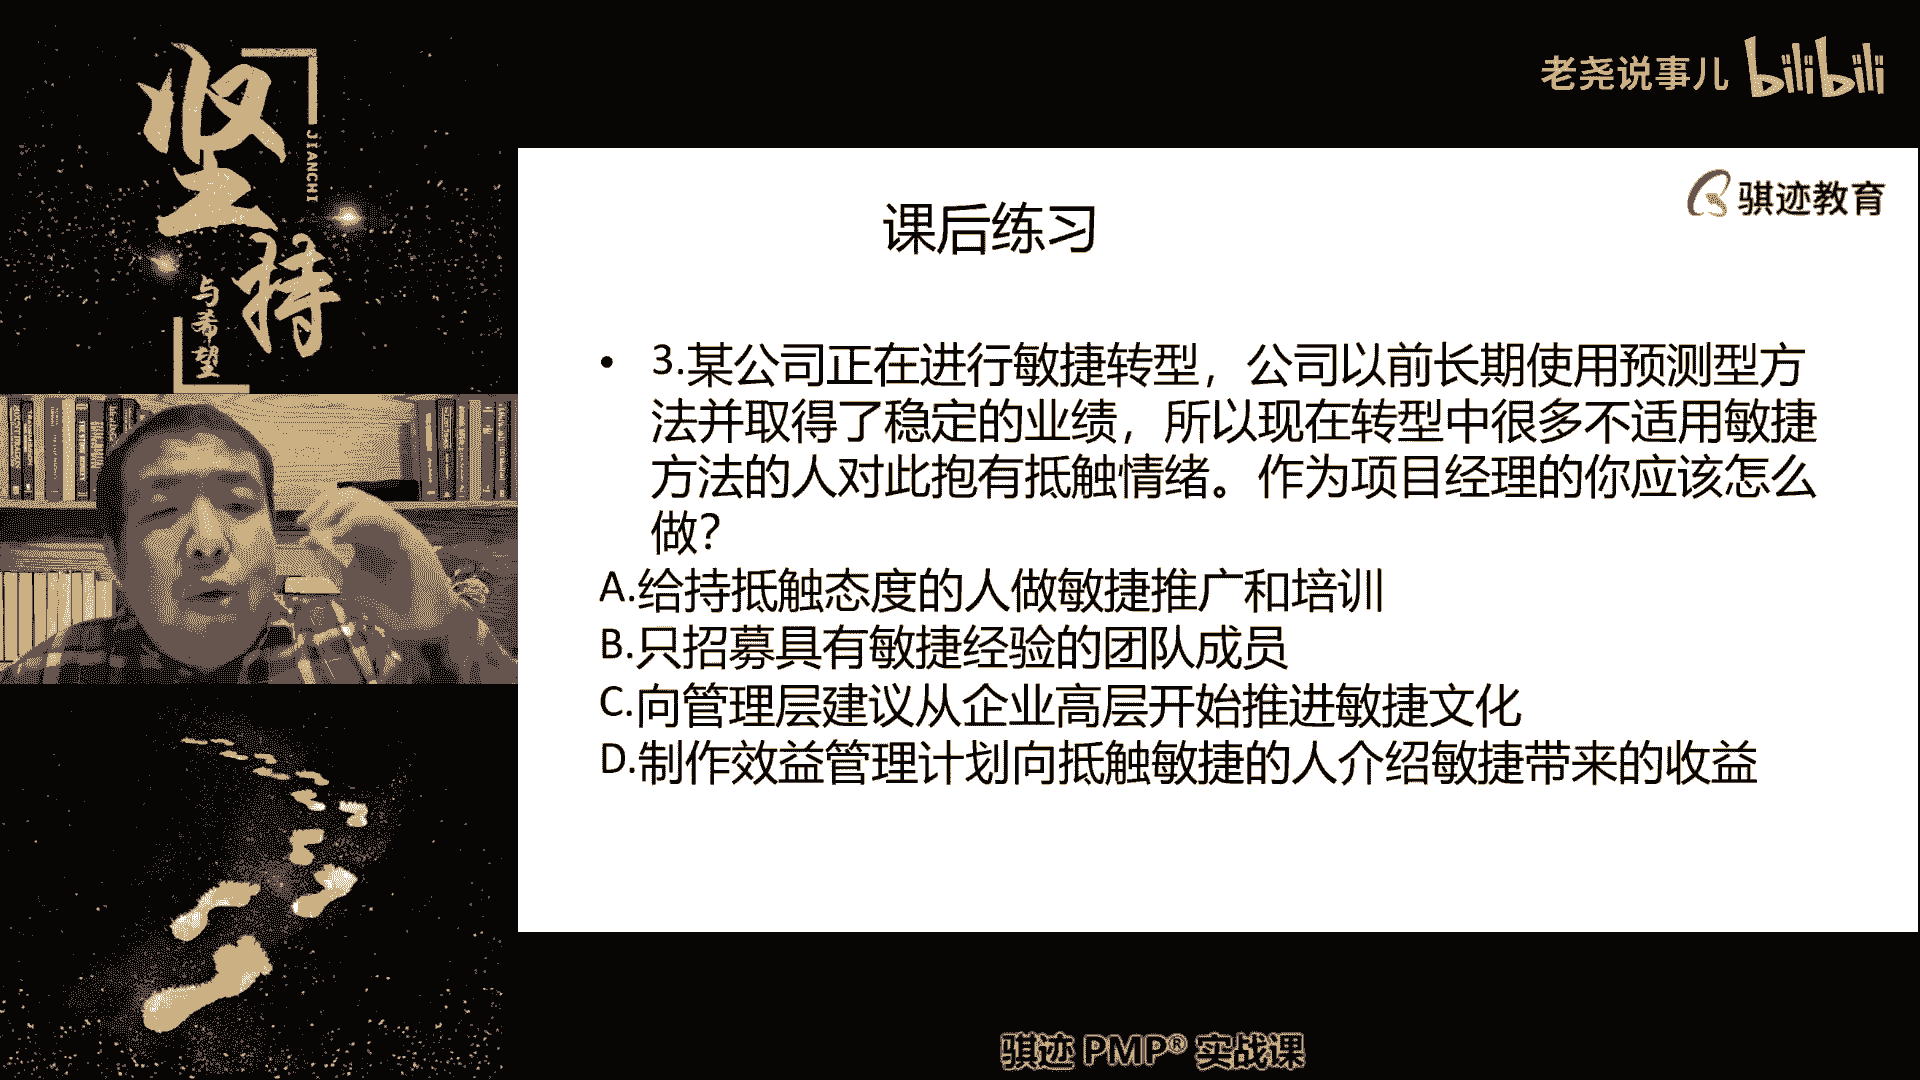 坚持
JIANCHI
与希望
老尧说事儿 bilibili
骐迹教育
课后练习
• 3.某公司正在进行敏捷转型，公司以前长期使用预测型方
法并取得了稳定的业绩，所以现在转型中很多不适用敏捷
方法的人对此抱有抵触情绪。作为项目经理的你应该怎么
做？
A.给持抵触态度的人做敏捷推广和培训
B.只招募具有敏捷经验的团队成员
C.向管理层建议从企业高层开始推进敏捷文化
D.制作效益管理计划向抵触敏捷的人介绍敏捷带来的收益
骐迹 PMP® 实战课